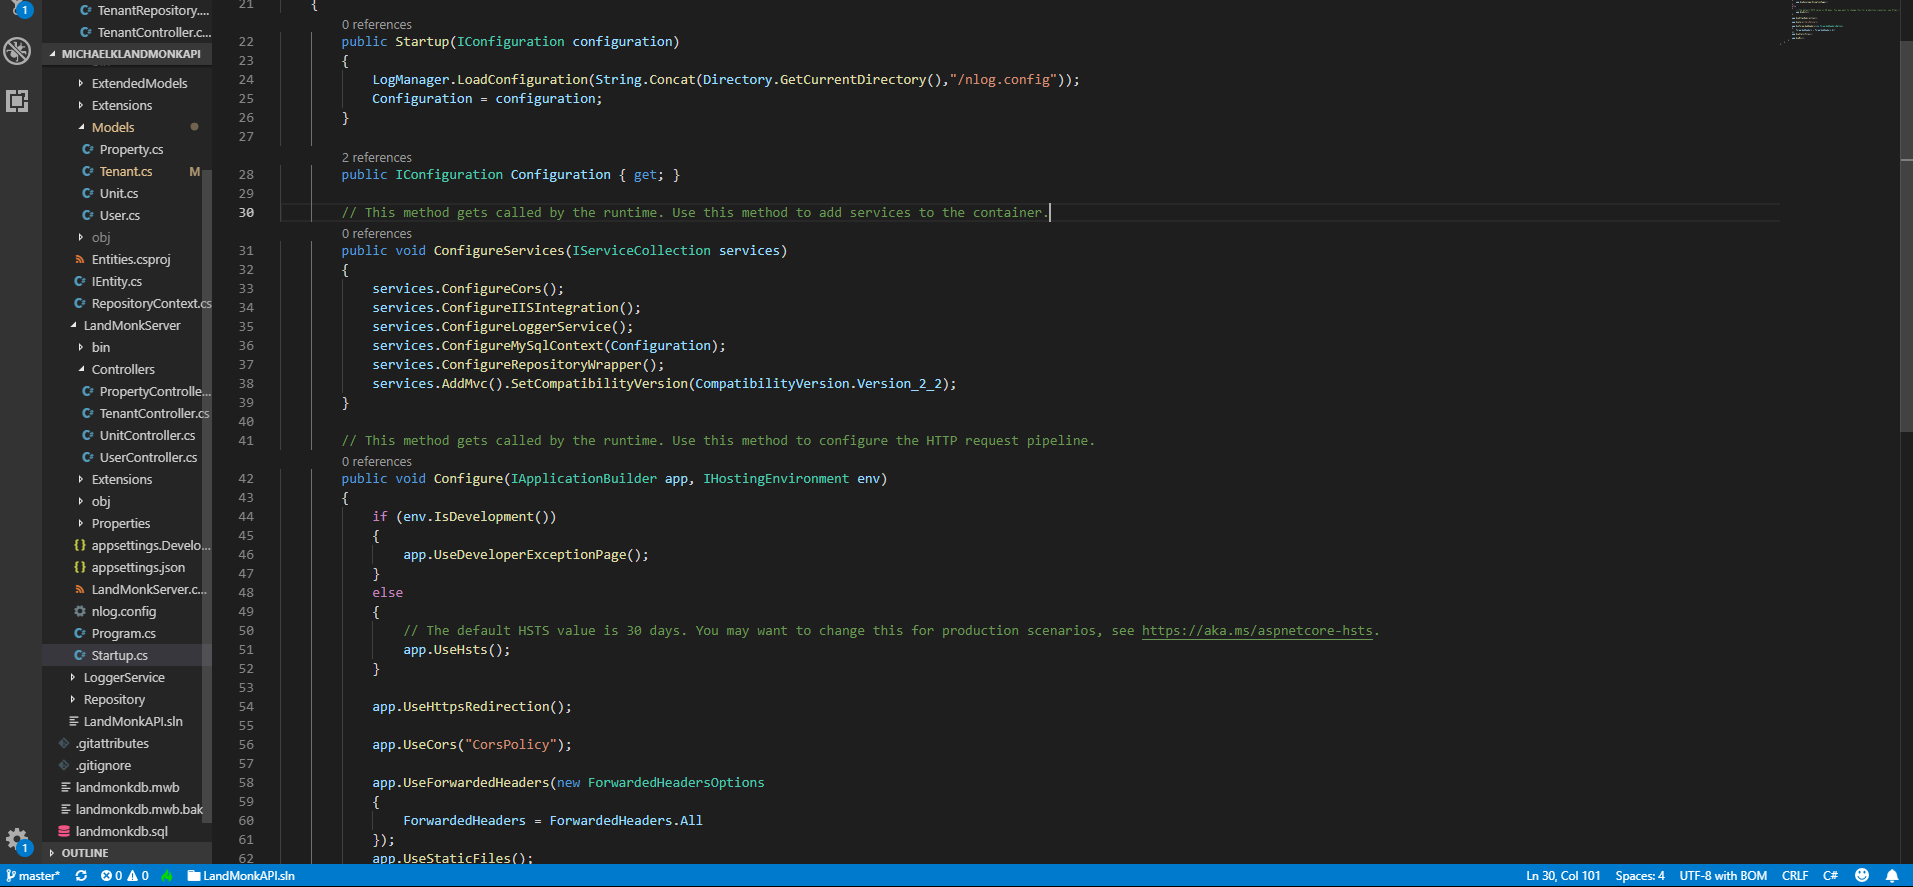 1
TenantRepository....
TenantController.c...
MICHAELKLANDMONKAPI
ExtendedModels
Extensions
Models
Property.cs
Tenant.cs M
Unit.cs
User.cs
obj
Entities.csproj
IEntity.cs
RepositoryContext.cs
LandMonkServer
bin
Controllers
PropertyControlle...
TenantController.cs
UnitController.cs
UserController.cs
Extensions
obj
Properties
appsettings.Develo...
appsettings.json
LandMonkServer.c...
nlog.config
Program.cs
Startup.cs
LoggerService
Repository
LandMonkAPI.sln
.gitattributes
.gitignore
landmonkdb.mwb
landmonkdb.mwb.bak
landmonkdb.sql
OUTLINE
1
21 {
0 references
22 public Startup(IConfiguration configuration)
23 {
24 LogManager.LoadConfiguration(String.Concat(Directory.GetCurrentDirectory(),"/nlog.config"));
25 Configuration = configuration;
26 }
27
2 references
28 public IConfiguration Configuration { get; }
29
30 // This method gets called by the runtime. Use this method to add services to the container.
0 references
31 public void ConfigureServices(IServiceCollection services)
32 {
33 services.ConfigureCors();
34 services.ConfigureIISIntegration();
35 services.ConfigureLoggerService();
36 services.ConfigureMySqlContext(Configuration);
37 services.ConfigureRepositoryWrapper();
38 services.AddMvc().SetCompatibilityVersion(CompatibilityVersion.Version_2_2);
39 }
40
41 // This method gets called by the runtime. Use this method to configure the HTTP request pipeline.
0 references
42 public void Configure(IApplicationBuilder app, IHostingEnvironment env)
43 {
44 if (env.IsDevelopment())
45 {
46 app.UseDeveloperExceptionPage();
47 }
48 else
49 {
50 // The default HSTS value is 30 days. You may want to change this for production scenarios, see https://aka.ms/aspnetcore-hsts.
51 app.UseHsts();
52 }
53
54 app.UseHttpsRedirection();
55
56 app.UseCors("CorsPolicy");
57
58 app.UseForwardedHeaders(new ForwardedHeadersOptions
59 {
60 ForwardedHeaders = ForwardedHeaders.All
61 });
62 app.UseStaticFiles();
master* 0 0 LandMonkAPI.sln Ln 30, Col 101 Spaces: 4 UTF-8 with BOM CRLF C#